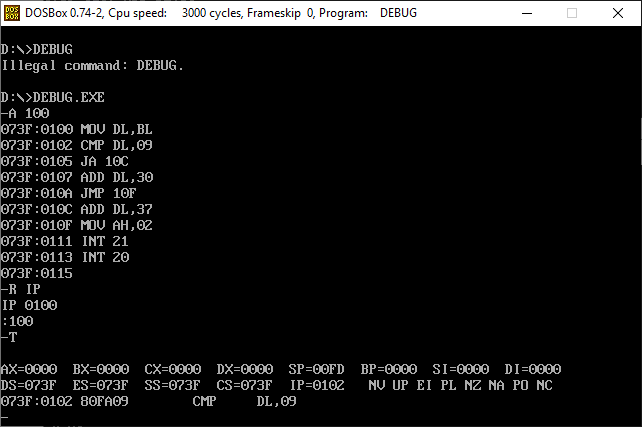 DOSBox 0.74-2, Cpu speed: 3000 cycles, Frameskip 0, Program: DEBUG
D:\>DEBUG
Illegal command: DEBUG.
D:\>DEBUG.EXE
-A 100
073F:0100 MOV DL,BL
073F:0102 CMP DL,09
073F:0105 JA 10C
073F:0107 ADD DL,30
073F:010A JMP 10F
073F:010C ADD DL,37
073F:010F MOV AH,02
073F:0111 INT 21
073F:0113 INT 20
073F:0115
-R IP
IP 0100
:100
-T
AX=0000 BX=0000 CX=0000 DX=0000 SP=00FD BP=0000 SI=0000 DI=0000
DS=073F ES=073F SS=073F CS=073F IP=0102 NV UP EI PL NZ NA PO NC
073F:0102 80FA09 CMP DL,09
-